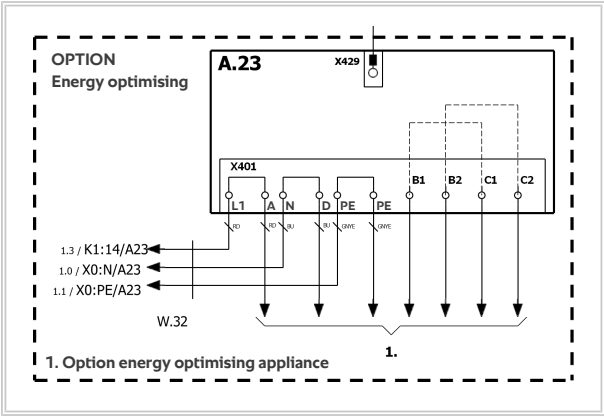 OPTION
Energy optimising
A.23
X429
X401
B1 B2 C1 C2
L1 A N D PE PE
RD RD BU BU GNYE GNYE
1.3 / K1:14/A23
1.0 / X0:N/A23
1.1 / X0:PE/A23
W.32
1.
1. Option energy optimising appliance